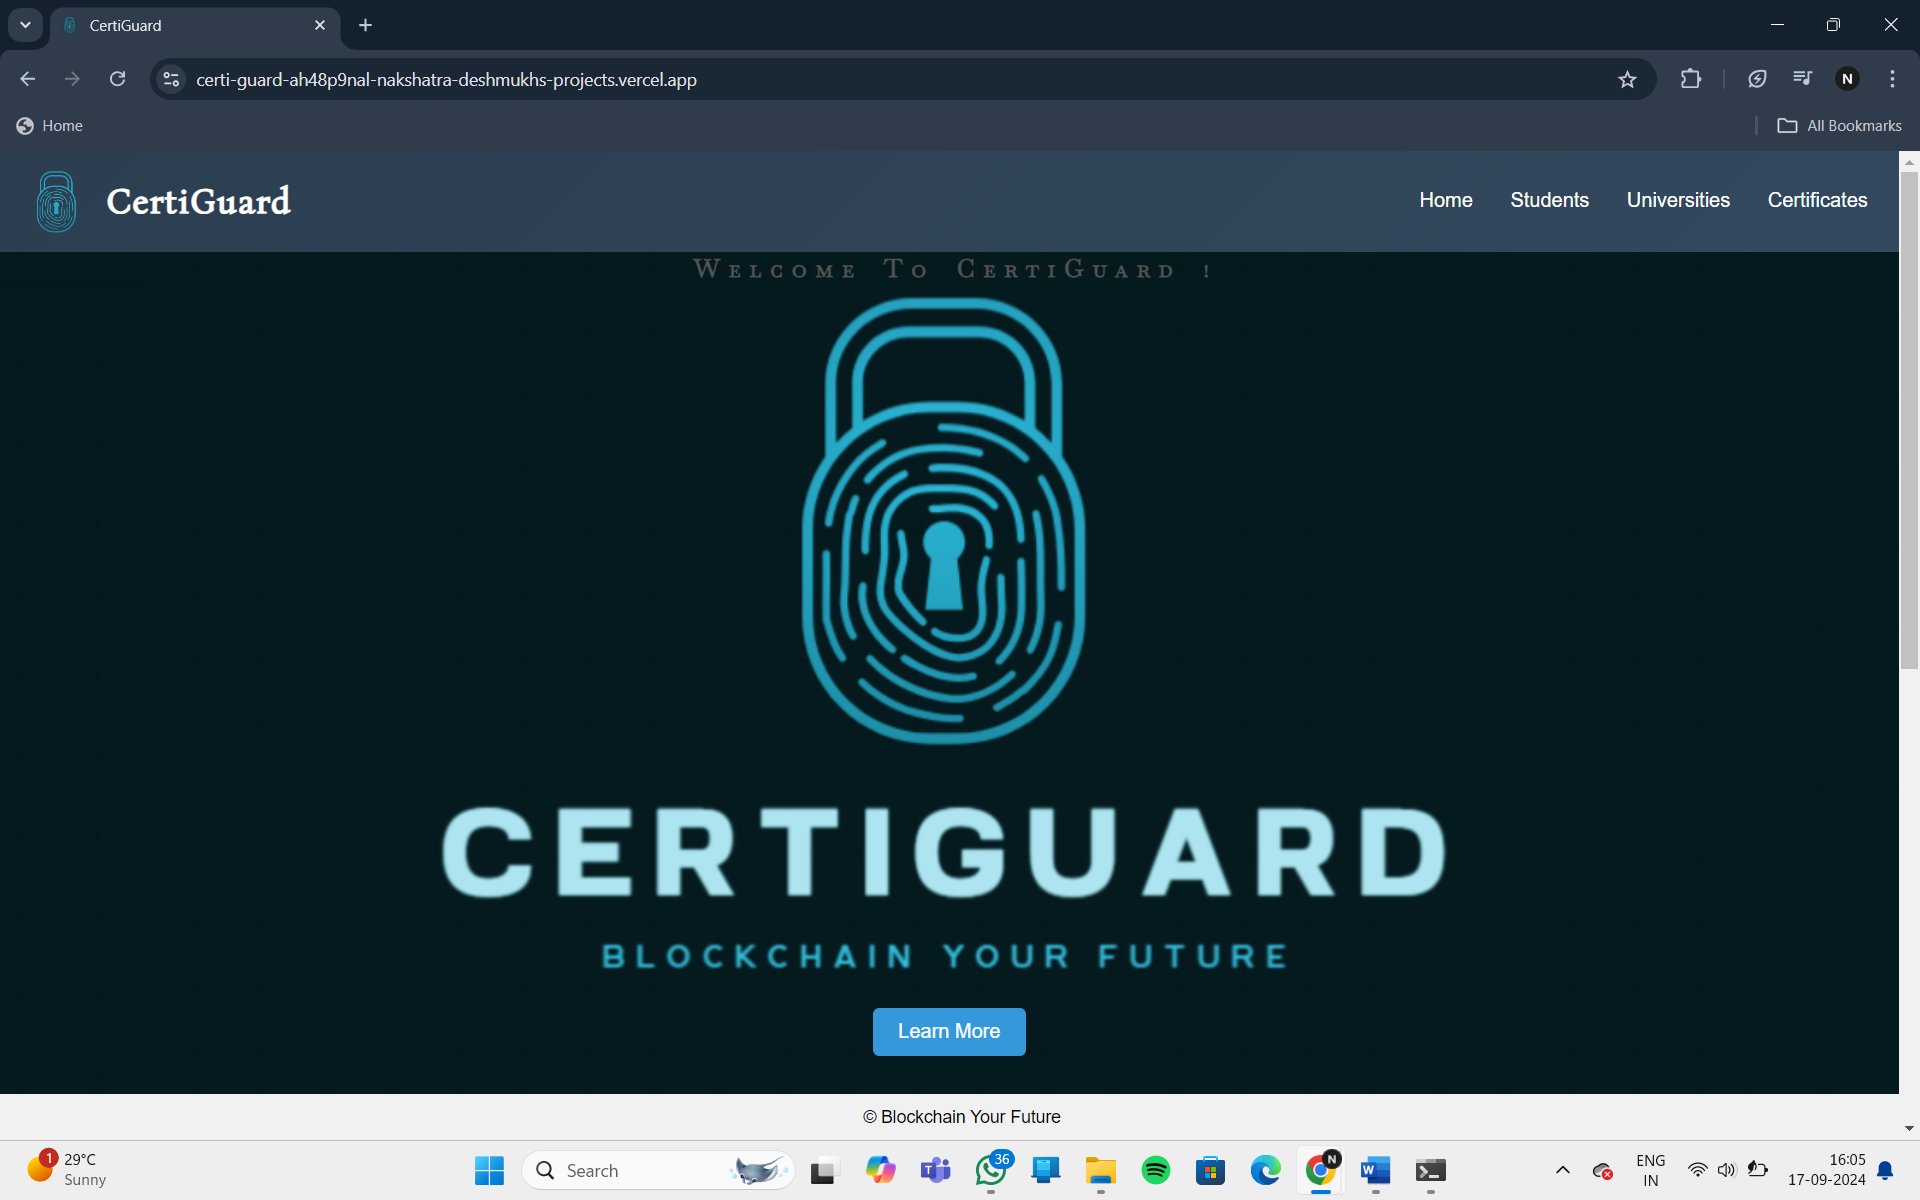 CertiGuard
certi-guard-ah48p9nal-nakshatra-deshmukhs-projects.vercel.app
N
Home
All Bookmarks
CertiGuard
Home Students Universities Certificates
Welcome To CertiGuard !
CERTIGUARD
BLOCKCHAIN YOUR FUTURE
Learn More
© Blockchain Your Future
1
29°C
Sunny
Search
36
N
ENG
IN
16:05
17-09-2024